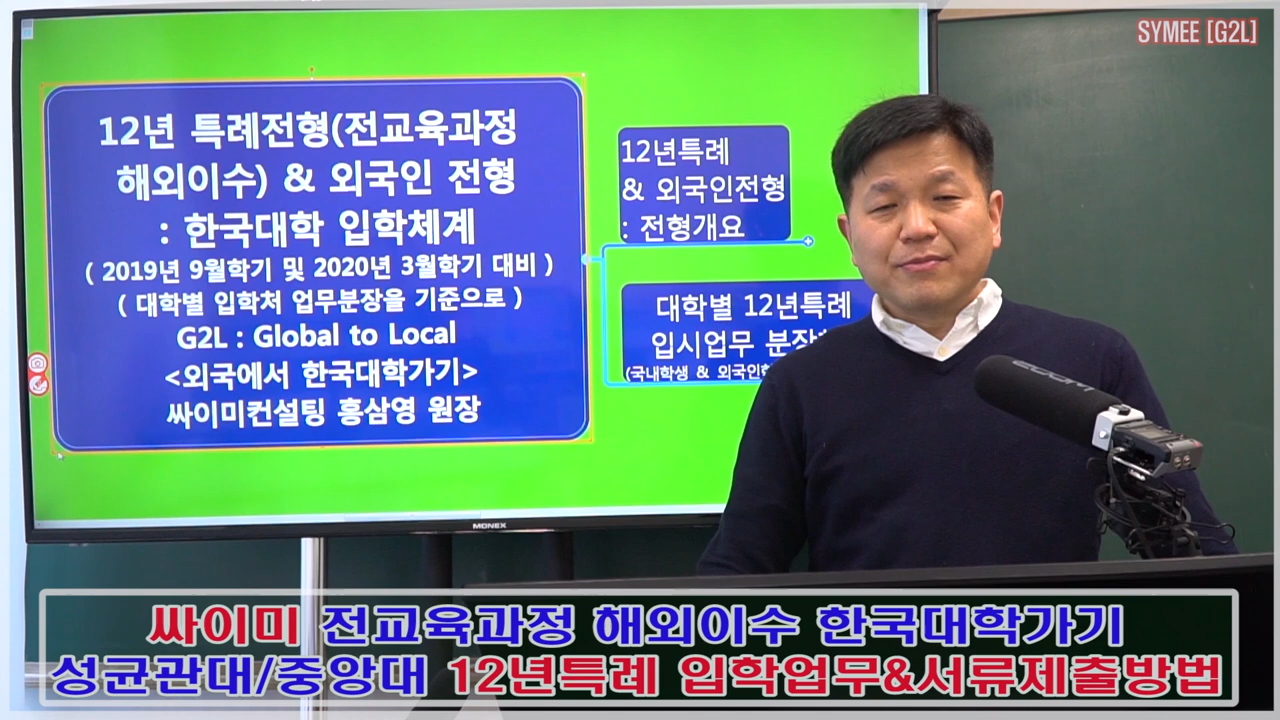 SYMEE [G2L]
12년 특례전형(전교육과정
해외이수) & 외국인 전형
: 한국대학 입학체계
( 2019년 9월학기 및 2020년 3월학기 대비 )
( 대학별 입학처 업무분장을 기준으로 )
G2L : Global to Local
<외국에서 한국대학가기>
싸이미컨설팅 홍삼영 원장
12년특례
& 외국인전형
: 전형개요
대학별 12년특례
입시업무
(국내학생 &
MONEX
싸이미 전교육과정 해외이수 한국대학가기
성균관대/중앙대 12년특례 입학업무&서류제출방법